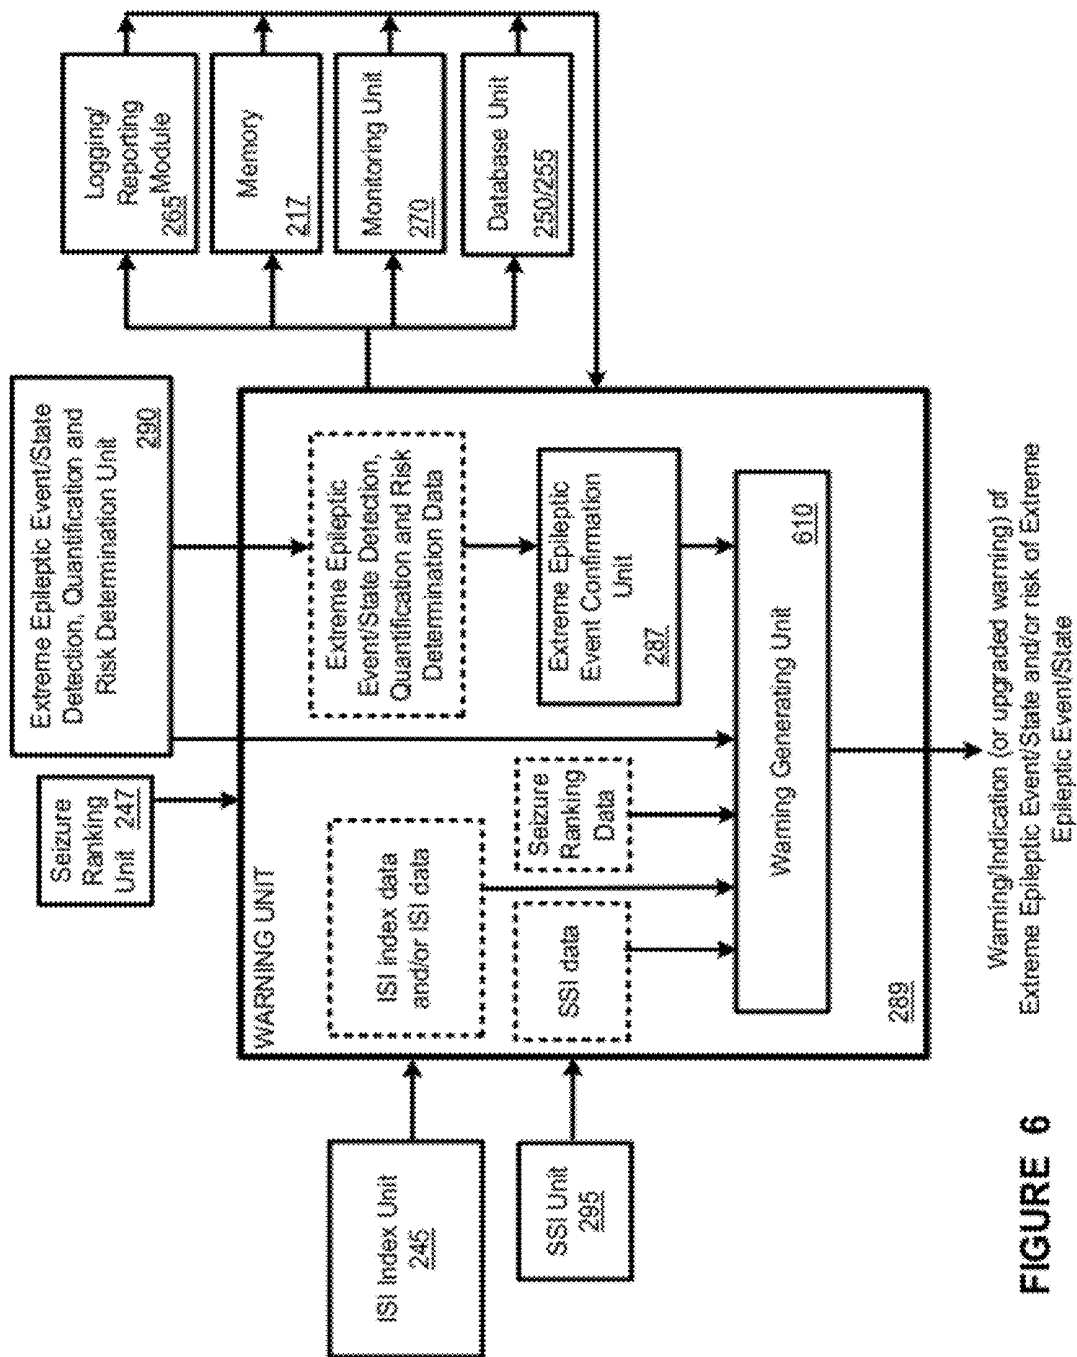 Extreme Epileptic Event/State
Detection, Quantification and
Risk Determination Unit
290
Seizure
Ranking
Unit 247
Logging/
Reporting
Module
265
Memory
217
Monitoring Unit
270
Database Unit
250/255
ISI Index Unit
245
SSI Unit
295
WARNING UNIT
ISI index data
and/or ISI data
SSI data
Seizure
Ranking
Data
Extreme Epileptic
Event/State Detection,
Quantification and Risk
Determination Data
Extreme Epileptic
Event Confirmation
Unit
287
Warning Generating Unit
610
289
Warning/Indication (or upgraded warning) of
Extreme Epileptic Event/State and/or risk of Extreme
Epileptic Event/State
FIGURE 6